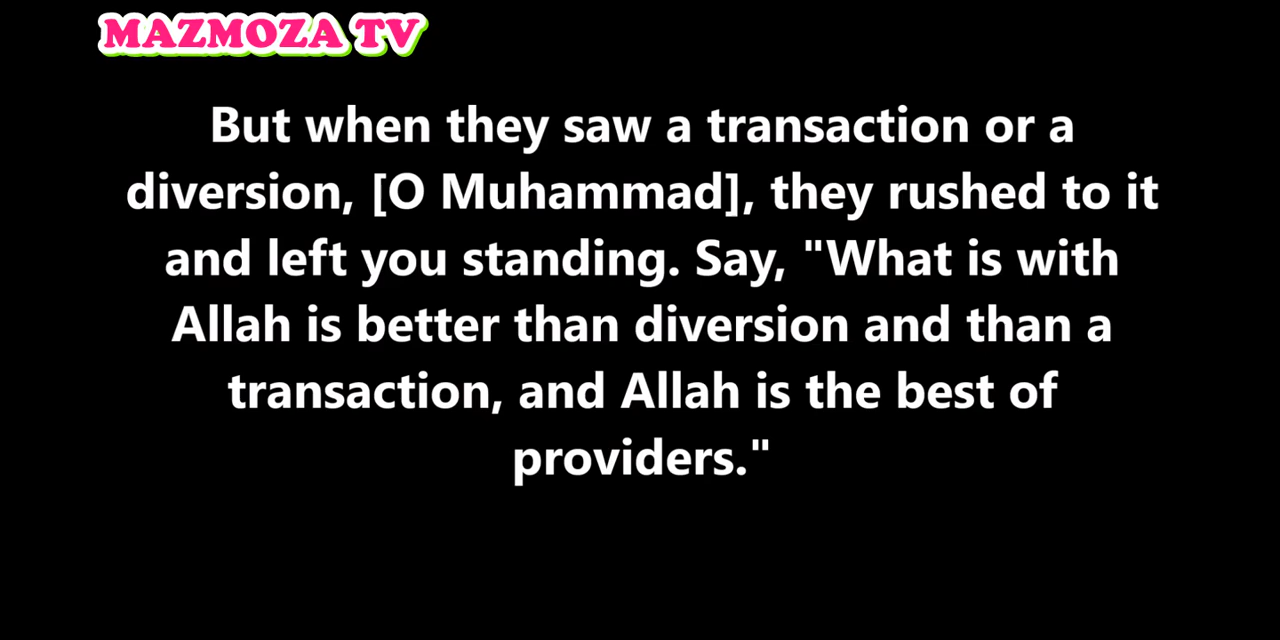 MAZMOZA TV
But when they saw a transaction or a
diversion, [O Muhammad], they rushed to it
and left you standing. Say, "What is with
Allah is better than diversion and than a
transaction, and Allah is the best of
providers."